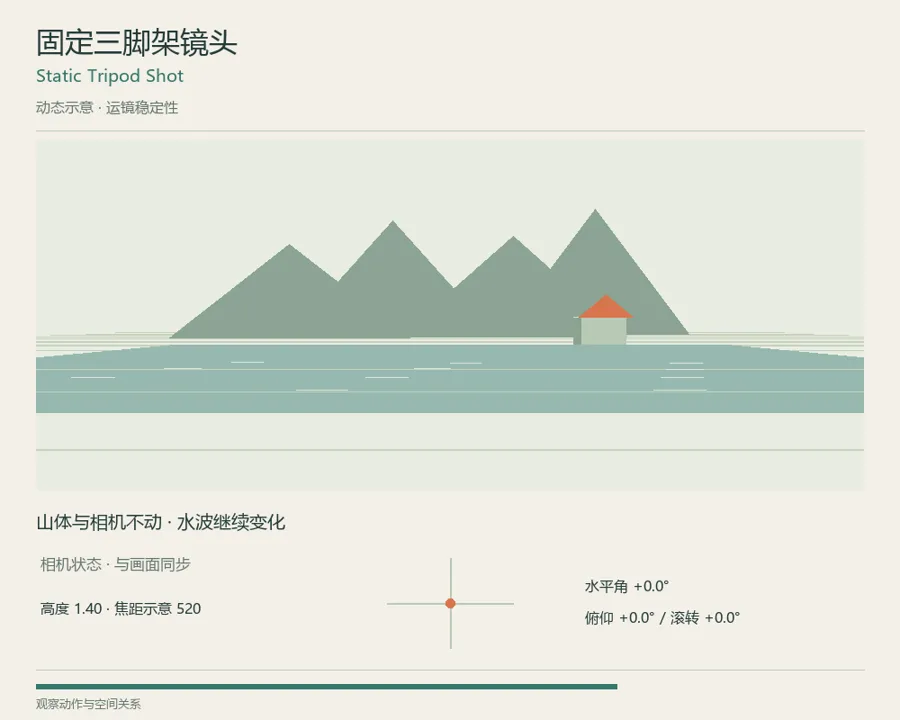 固定三脚架镜头
Static Tripod Shot
动态示意 · 运镜稳定性
山体与相机不动 · 水波继续变化
相机状态 · 与画面同步
高度 1.40 · 焦距示意 520
水平角 +0.0°
俯仰 +0.0° / 滚转 +0.0°
观察动作与空间关系